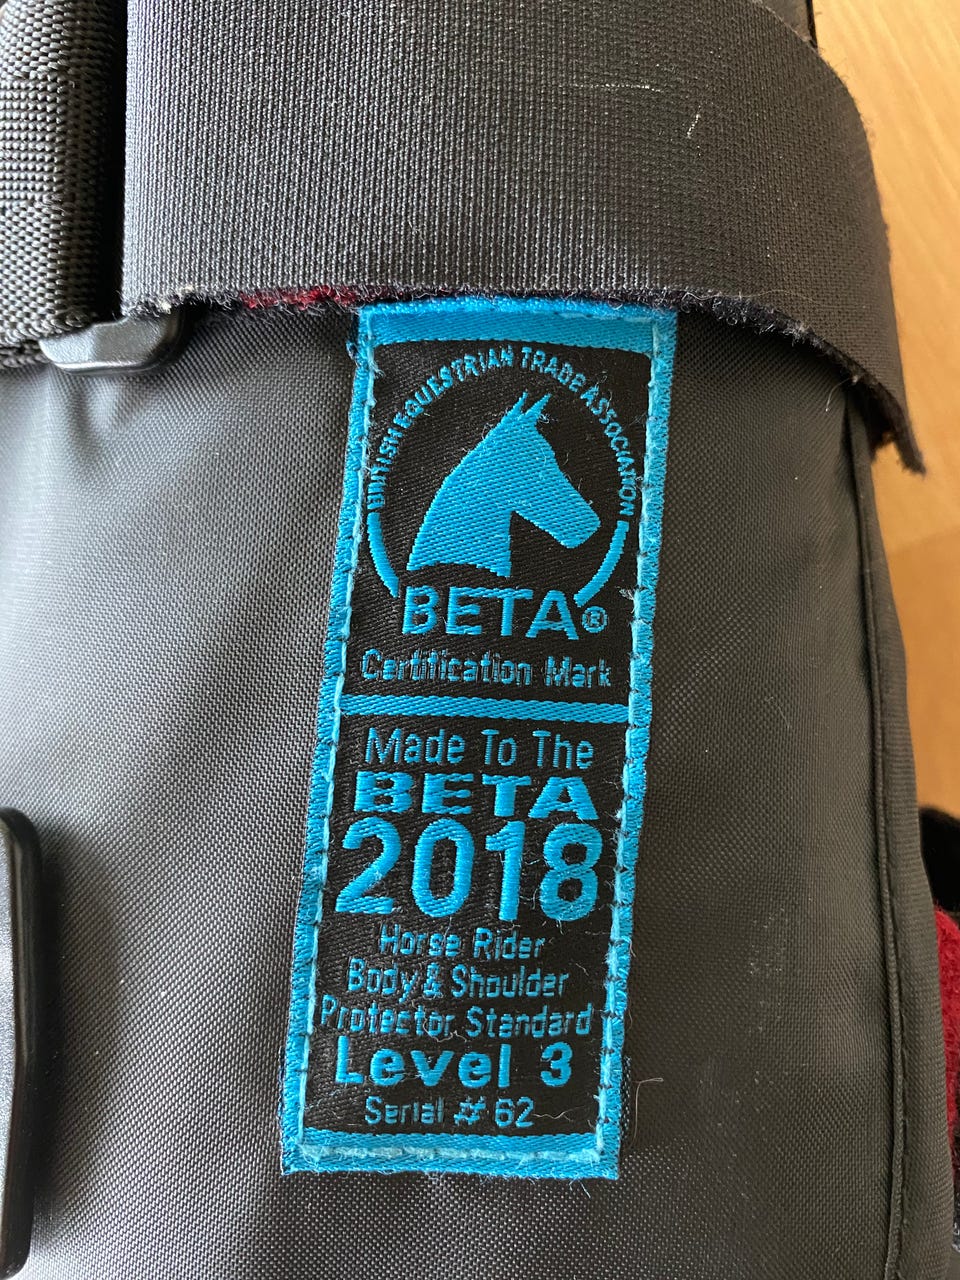 BRITISH EQUESTRIAN TRADE ASSOCIATION
BETA®
Certification Mark
Made To The
BETA
2018
Horse Rider
Body & Shoulder
Protector Standard
Level 3
Serial # 62